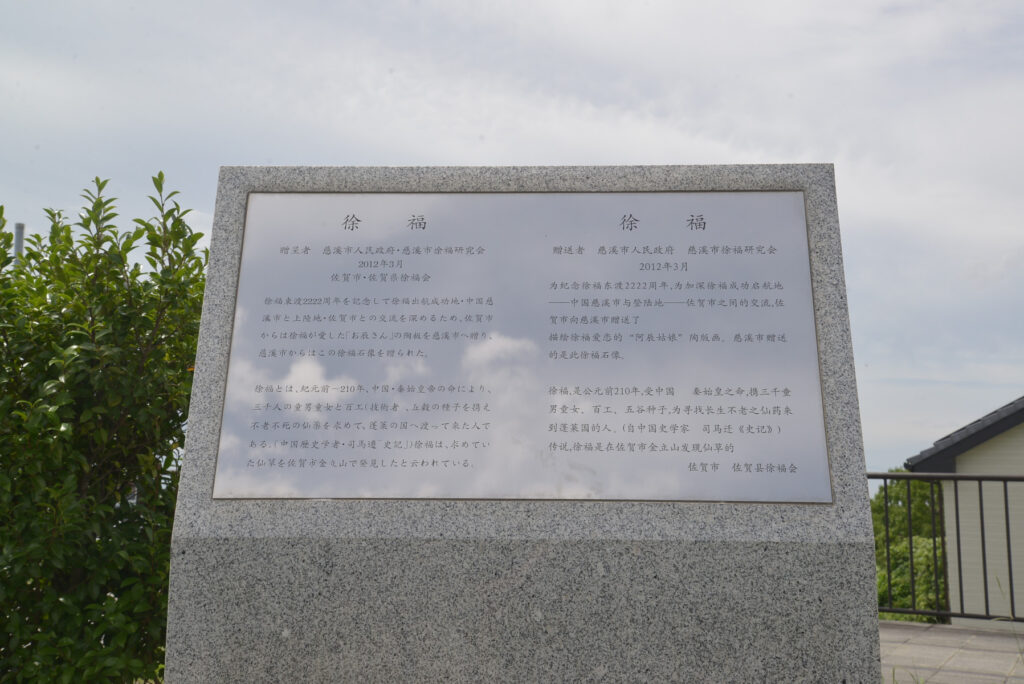 徐　福
贈呈者　慈溪市人民政府・慈溪市徐福研究会
2012年3月
佐賀市・佐賀県徐福会
徐福東渡2222周年を記念して徐福出航成功地・中国慈
溪市と上陸地・佐賀市との交流を深めるため、佐賀市
からは徐福が愛した「お辰さん」の陶板を慈溪市へ贈り、
慈溪市からはこの徐福石像を贈られた。
徐福とは、紀元前－210年、中国・秦始皇帝の命により、
三千人の童男童女と百工(技術者 、五穀の種子を携え
不老不死の仙薬を求めて、蓬莱の国へ渡って来た人で
ある。(「中国歴史学者・司馬遷「史記」)徐福は、求めてい
た仙草を佐賀市金立山で発見したと云われている。
徐　福
赠送者　慈溪市人民政府　慈溪市徐福研究会
2012年3月
为纪念徐福东渡2222周年,为加深徐福成功启航地
——中国慈溪市与登陆地——佐贺市之间的交流,佐
贺市向慈溪市赠送了
描绘徐福爱恋的“阿辰姑娘”陶版画。慈溪市赠送
的是此徐福石像。
徐福,是公元前210年,受中国　秦始皇之命,携三千童
男童女、百工、五谷种子,为寻找长生不老之仙药来
到蓬莱国的人。(自中国史学家　司马迁《史记》)
传说,徐福是在佐贺市金立山发现仙草的
佐贺市　佐贺县徐福会